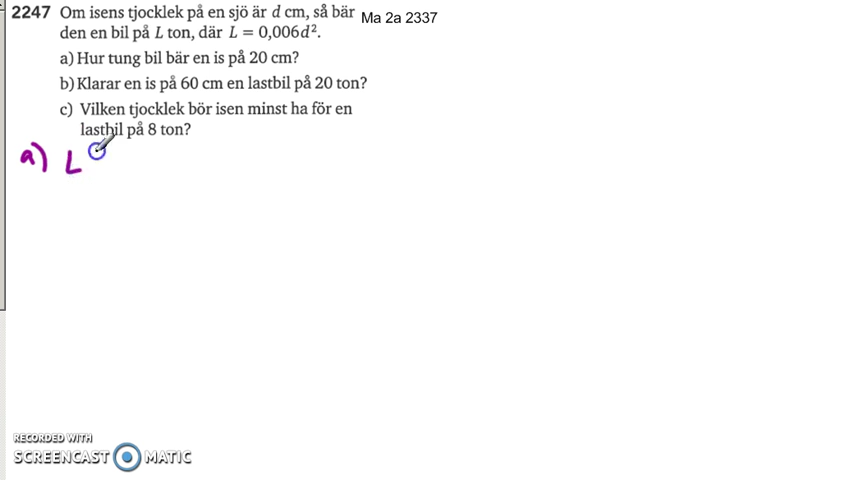 2247 Om isens tjocklek på en sjö är d cm, så bär
den en bil på L ton, där L = 0,006d².
Ma 2a 2337
a) Hur tung bil bär en is på 20 cm?
b) Klarar en is på 60 cm en lastbil på 20 ton?
c) Vilken tjocklek bör isen minst ha för en
lastbil på 8 ton?
a) L
RECORDED WITH
SCREENCAST MATIC